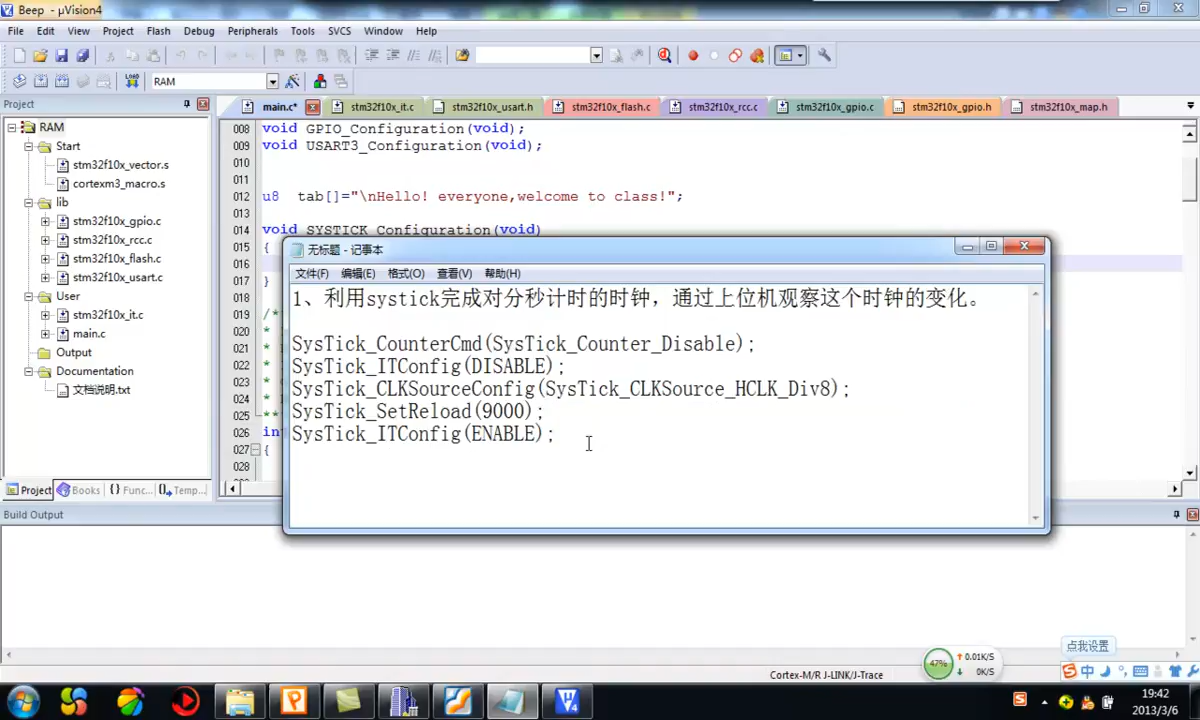 Beep - µVision4
File Edit View Project Flash Debug Peripherals Tools SVCS Window Help
RAM
Project
main.c* stm32f10x_it.c stm32f10x_usart.h stm32f10x_flash.c stm32f10x_rcc.c stm32f10x_gpio.c stm32f10x_gpio.h stm32f10x_map.h
RAM
Start
stm32f10x_vector.s
cortexm3_macro.s
lib
stm32f10x_gpio.c
stm32f10x_rcc.c
stm32f10x_flash.c
stm32f10x_usart.c
User
stm32f10x_it.c
main.c
Output
Documentation
文档说明.txt
Project Books Func... Temp...
008 void GPIO_Configuration(void);
009 void USART3_Configuration(void);
010
011
012 u8 tab[]="\nHello! everyone,welcome to class!";
013
014 void SYSTICK_Configuration(void)
015 {
016
017 }
018
019 /*
020 *
021 *
022 *
023 *
024 *
025 **
026 int
027 {
028
无标题 - 记事本
文件(F) 编辑(E) 格式(O) 查看(V) 帮助(H)
1、利用systick完成对分秒计时的时钟，通过上位机观察这个时钟的变化。
SysTick_CounterCmd(SysTick_Counter_Disable);
SysTick_ITConfig(DISABLE);
SysTick_CLKSourceConfig(SysTick_CLKSource_HCLK_Div8);
SysTick_SetReload(9000);
SysTick_ITConfig(ENABLE);
Build Output
点我设置
47% 0.01K/S
0K/S
Cortex-M/R J-LINK/J-Trace
中
19:42
2013/3/6